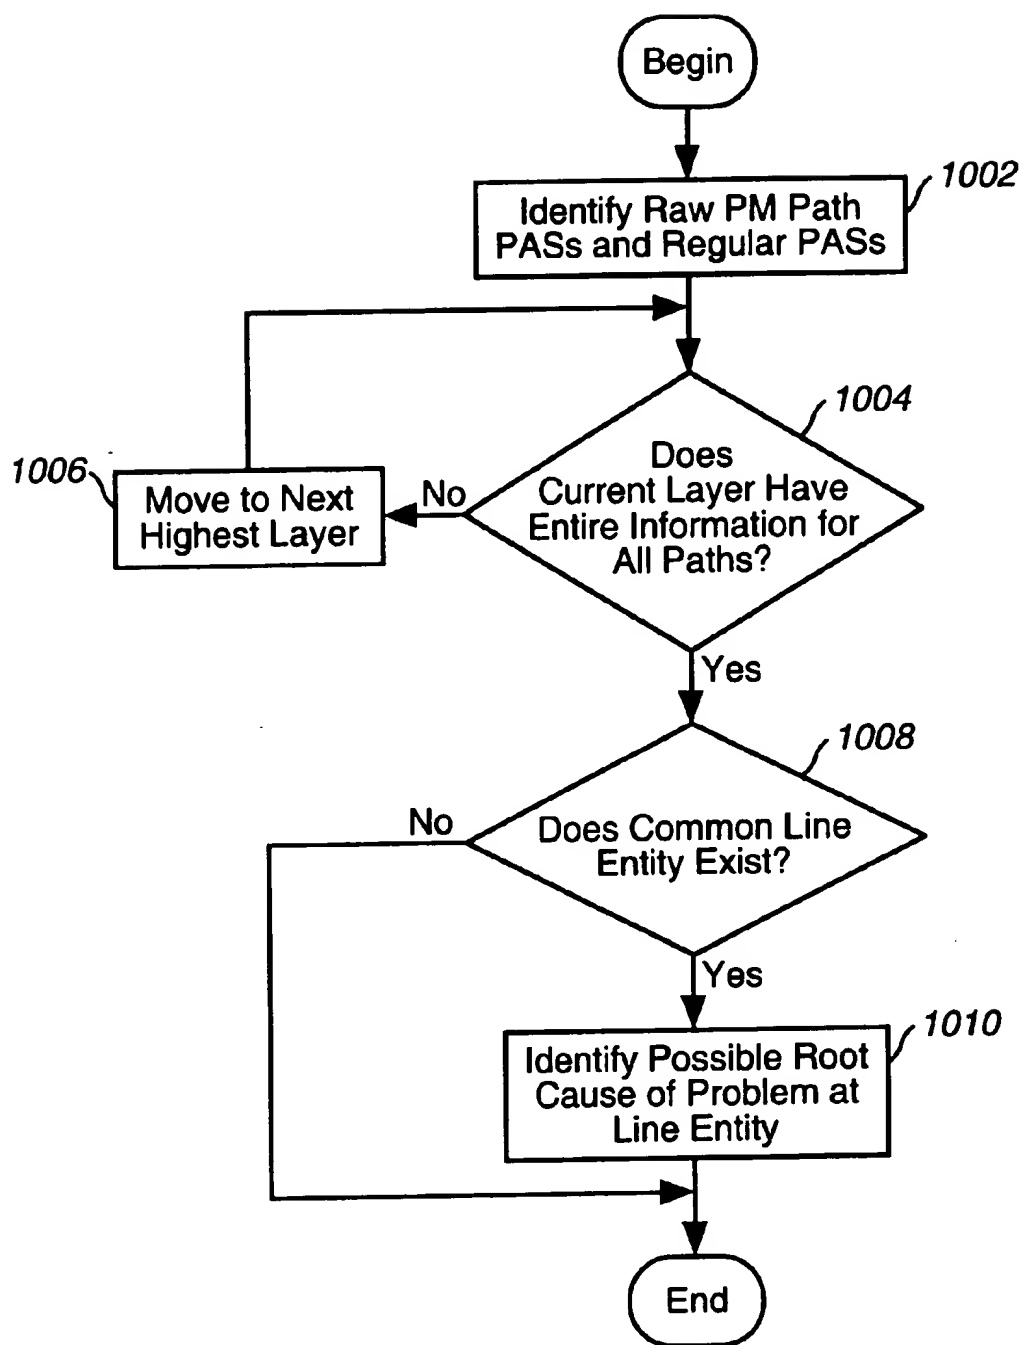 Begin
1002
Identify Raw PM Path
PASs and Regular PASs
1004
Does
Current Layer Have
Entire Information for
All Paths?
No
1006
Move to Next
Highest Layer
Yes
1008
Does Common Line
Entity Exist?
No
Yes
1010
Identify Possible Root
Cause of Problem at
Line Entity
End